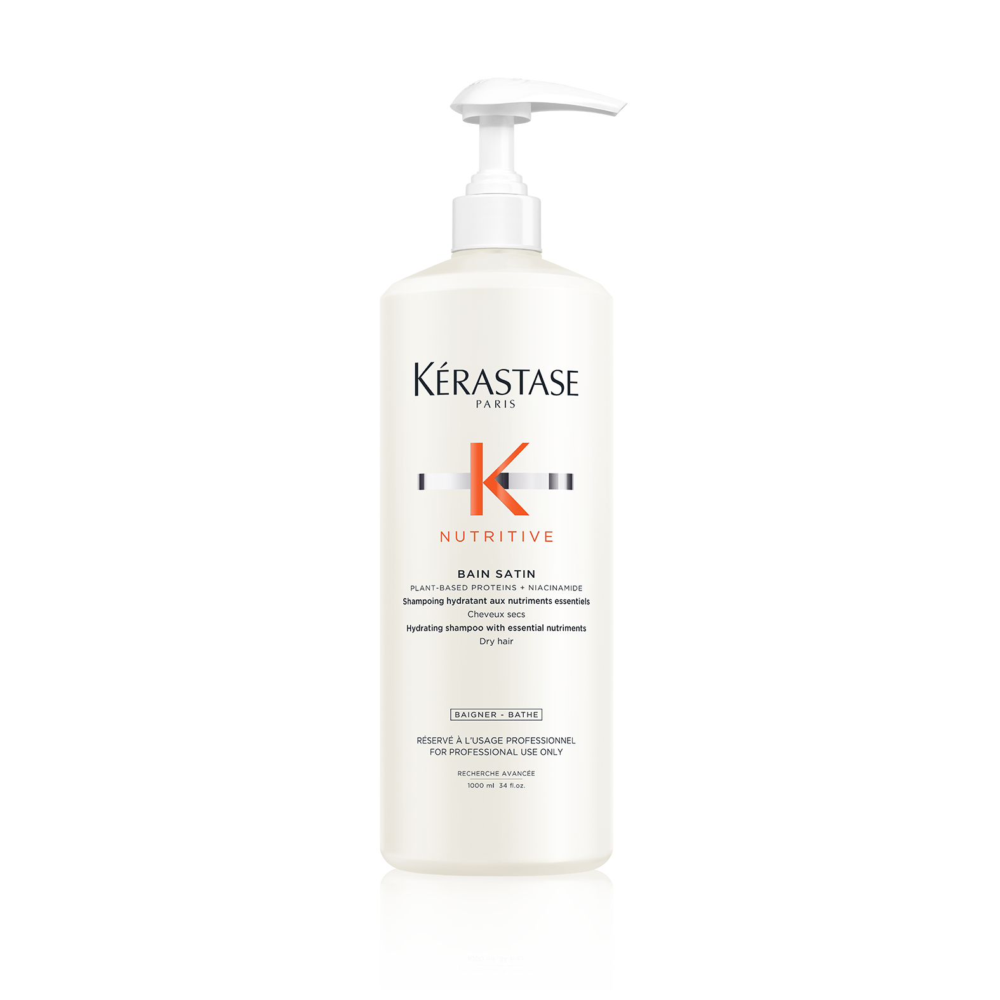 KÉRASTASE
PARIS
K
NUTRITIVE
BAIN SATIN
PLANT-BASED PROTEINS + NIACINAMIDE
Shampoing hydratant aux nutriments essentiels
Cheveux secs
Hydrating shampoo with essential nutriments
Dry hair
BAIGNER - BATHE
RÉSERVÉ À L'USAGE PROFESSIONNEL
FOR PROFESSIONAL USE ONLY
RECHERCHE AVANCÉE
1000 ml 34 fl.oz.